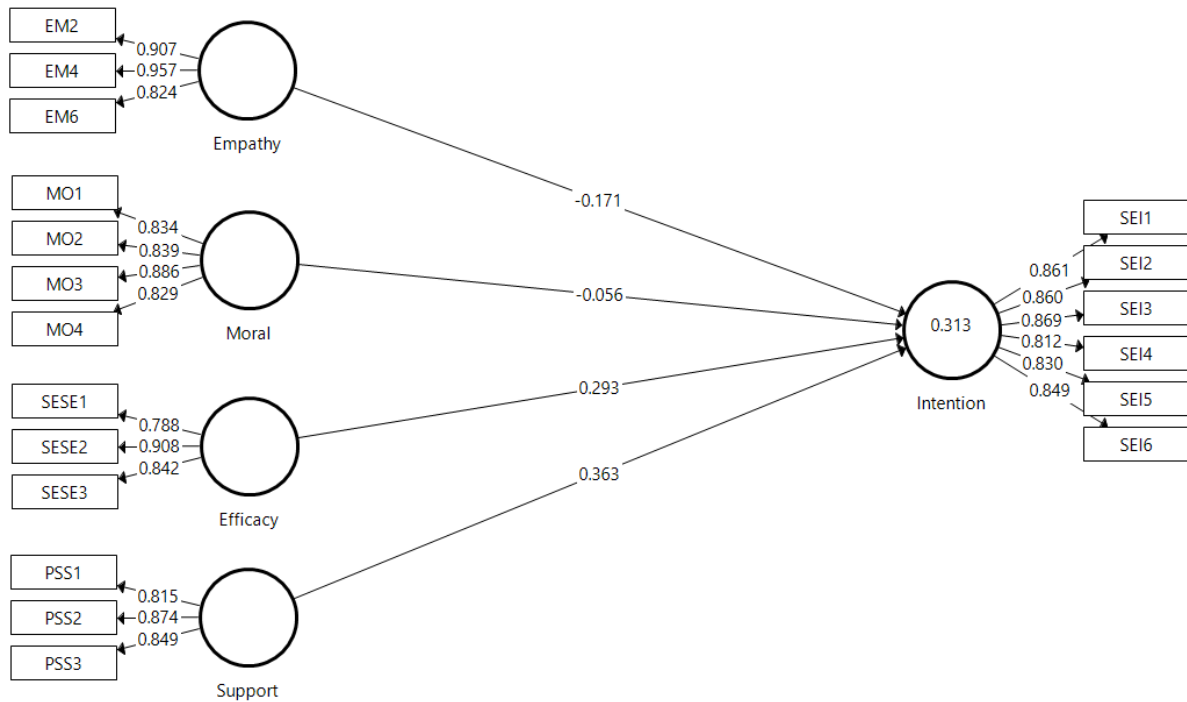 EM2
0.907
EM4
0.957
EM6
0.824
Empathy
-0.171
MO1
0.834
MO2
0.839
MO3
0.886
MO4
0.829
Moral
-0.056
SESE1
0.788
SESE2
0.908
SESE3
0.842
Efficacy
0.293
PSS1
0.815
PSS2
0.874
PSS3
0.849
Support
0.363
0.313
Intention
SEI1
0.861
SEI2
0.860
SEI3
0.869
SEI4
0.812
SEI5
0.830
SEI6
0.849